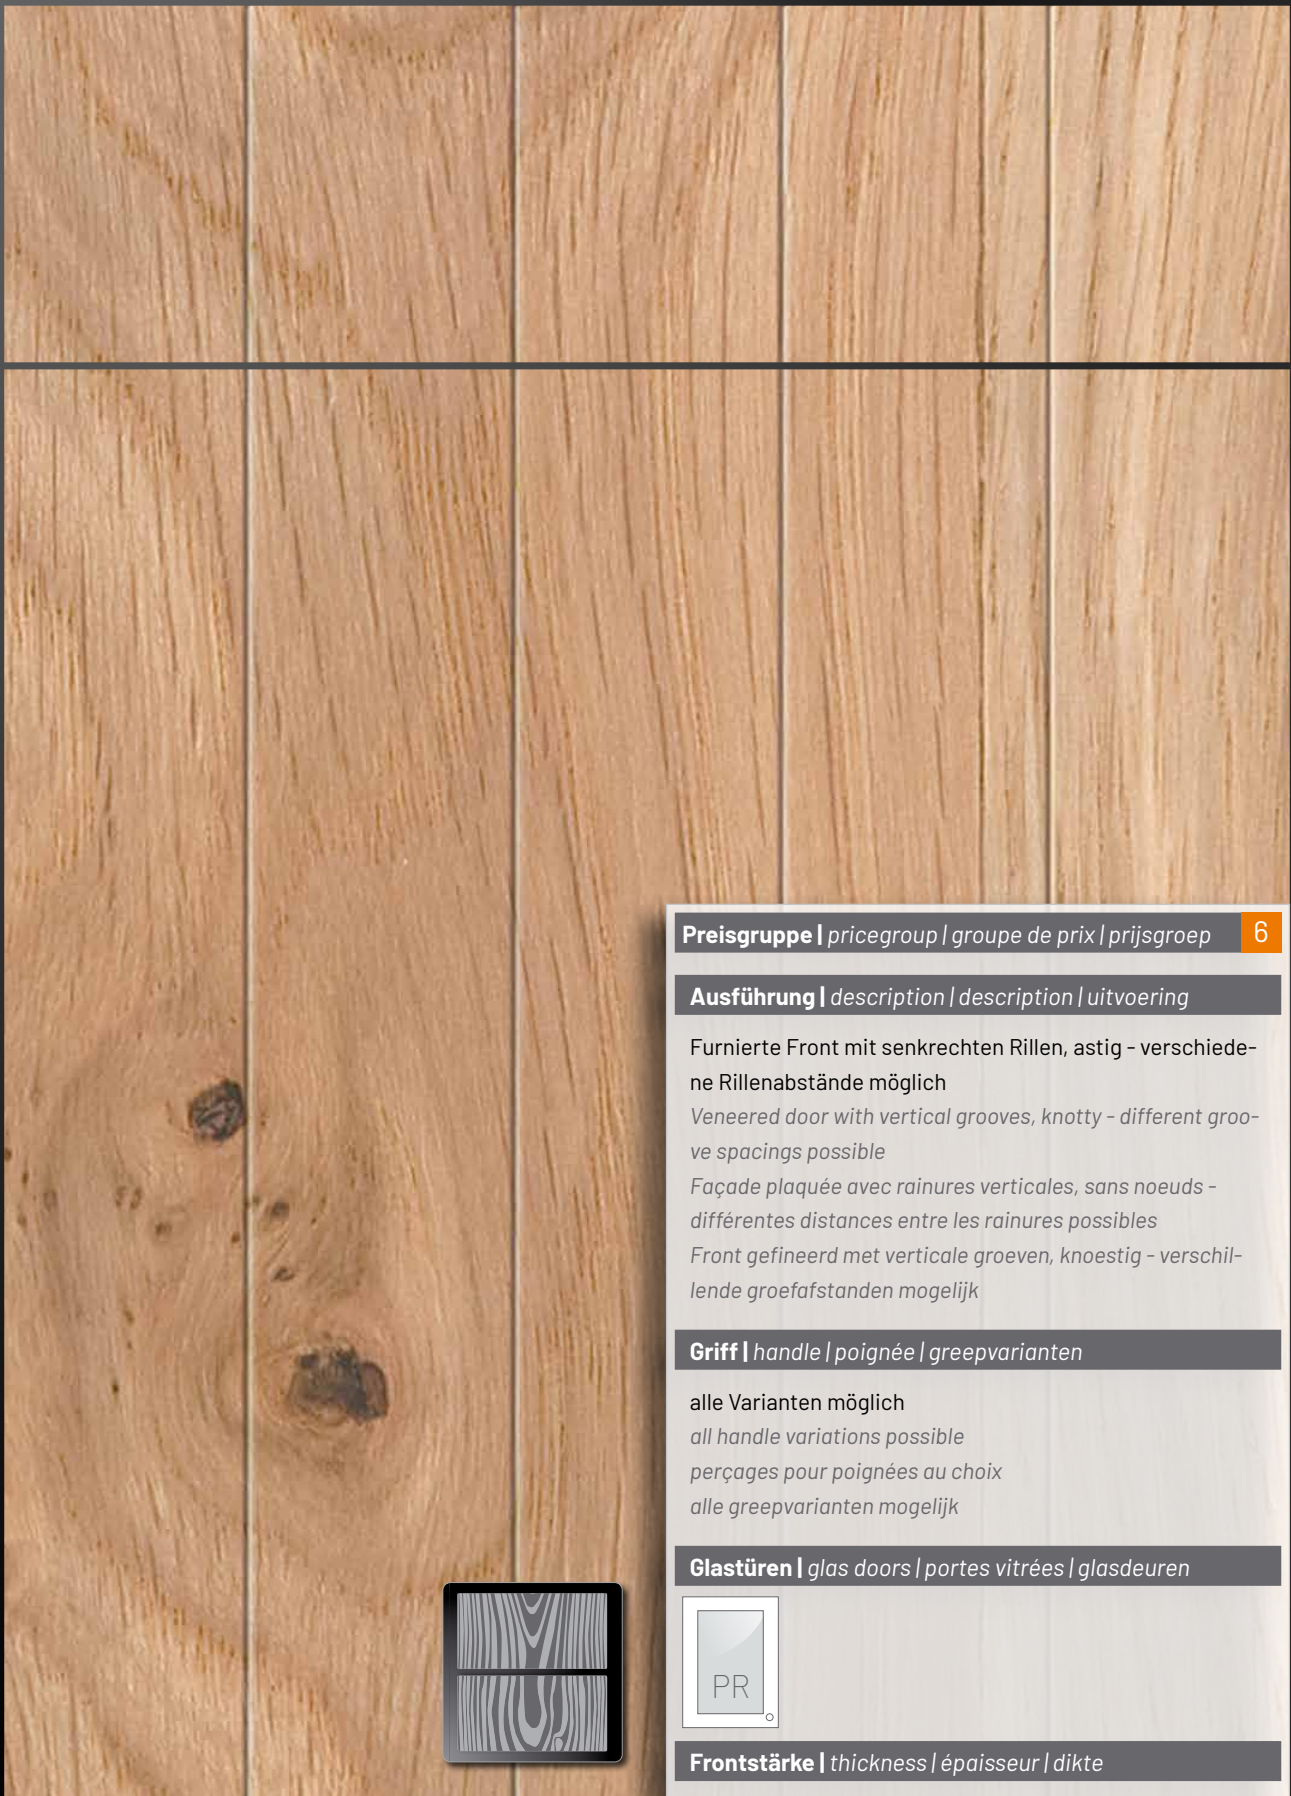 Preisgruppe | pricegroup | groupe de prix | prijsgroep 6
Ausführung | description | description | uitvoering
Furnierte Front mit senkrechten Rillen, astig - verschiede-
ne Rillenabstände möglich
Veneered door with vertical grooves, knotty - different groo-
ve spacings possible
Façade plaquée avec rainures verticales, sans noeuds -
différentes distances entre les rainures possibles
Front gefineerd met verticale groeven, knoestig - verschil-
lende groefafstanden mogelijk
Griff | handle | poignée | greepvarianten
alle Varianten möglich
all handle variations possible
perçages pour poignées au choix
alle greepvarianten mogelijk
Glastüren | glas doors | portes vitrées | glasdeuren
PR
Frontstärke | thickness | épaisseur | dikte